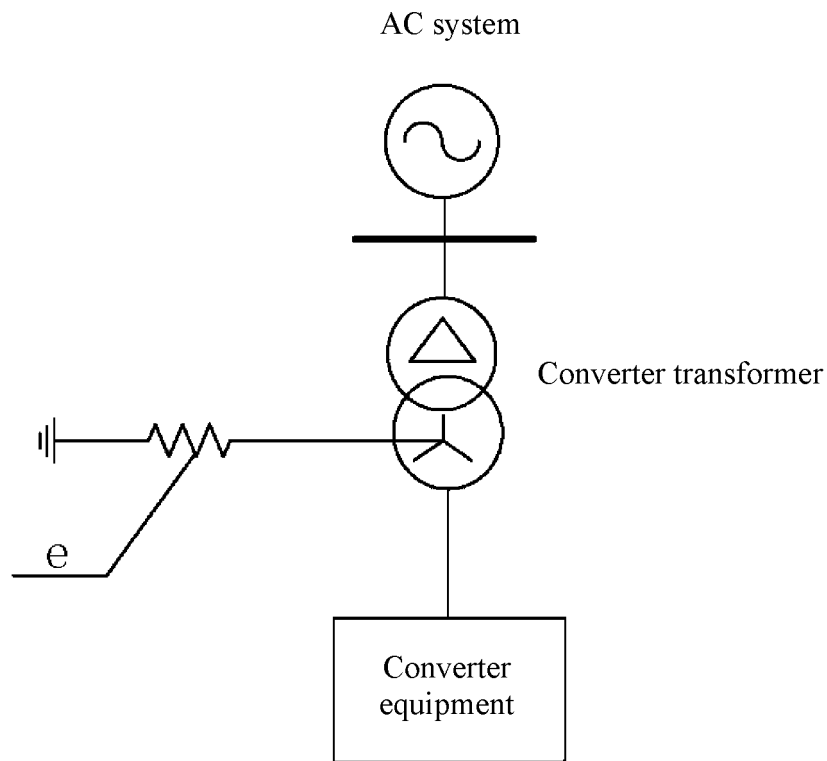 AC system
Converter transformer
e
Converter
equipment